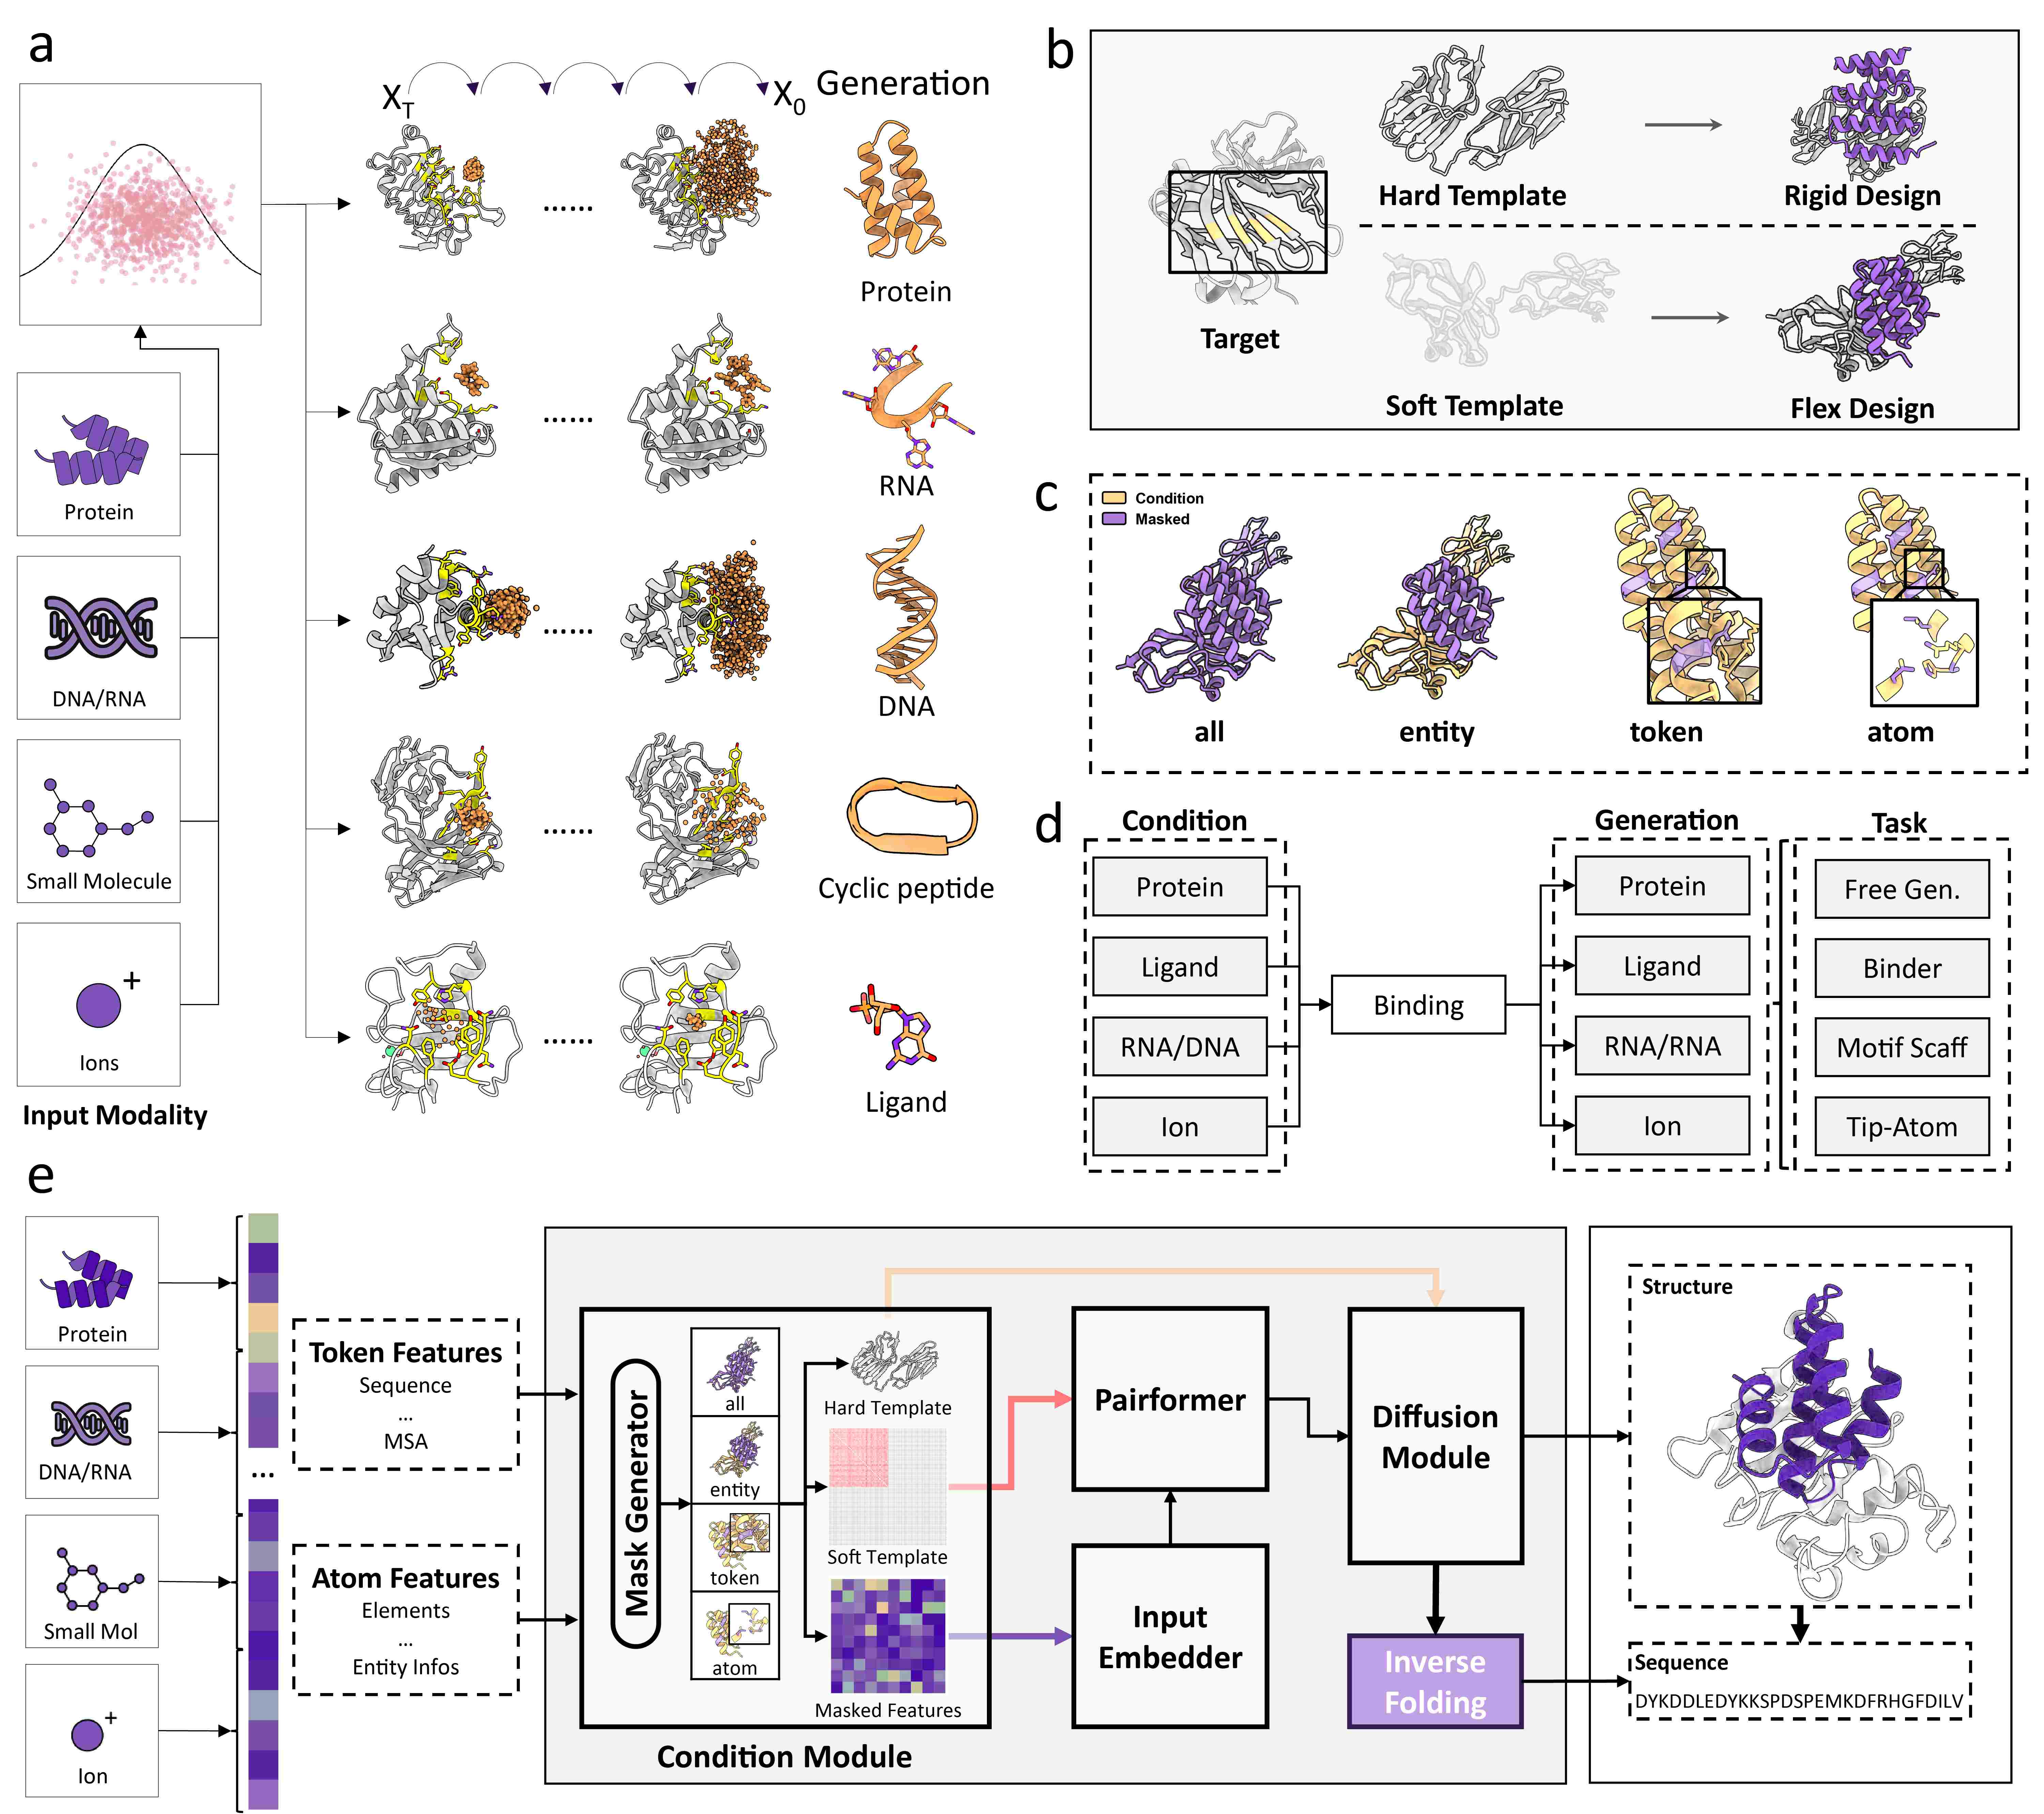 a
X_T
X_0
Generation
Protein
DNA/RNA
Small Molecule
Ions
+
Input Modality
......
Protein
......
RNA
......
DNA
......
Cyclic peptide
......
Ligand
b
Target
Hard Template
Rigid Design
Soft Template
Flex Design
c
Condition
Masked
all
entity
token
atom
d
Condition
Protein
Ligand
RNA/DNA
Ion
Binding
Generation
Protein
Ligand
RNA/RNA
Ion
Task
Free Gen.
Binder
Motif Scaff
Tip-Atom
e
Protein
DNA/RNA
Small Mol
Ion
+
...
Token Features
Sequence
...
MSA
Atom Features
Elements
...
Entity Infos
Mask Generator
all
entity
token
atom
Hard Template
Soft Template
Masked Features
Condition Module
Pairformer
Input
Embedder
Diffusion
Module
Inverse
Folding
Structure
Sequence
DYKDDLEDYKKSPDSPEMKDFRHGFDILV